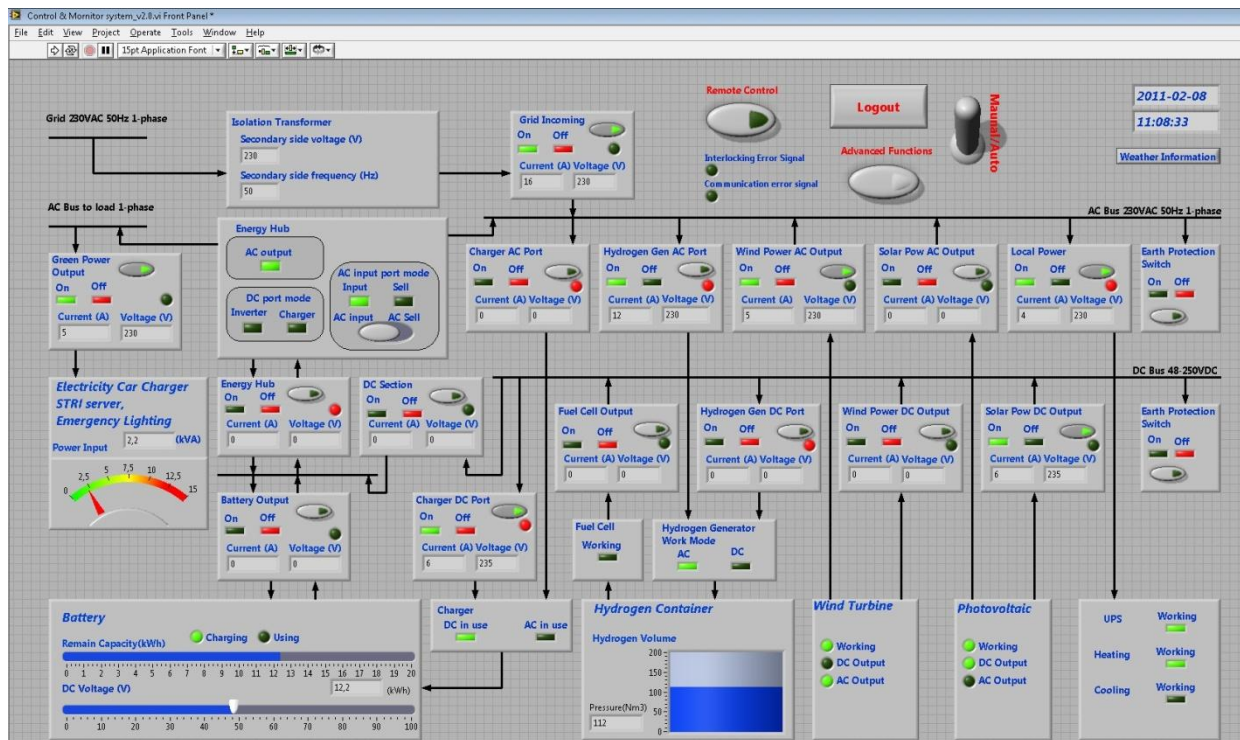 Control & Mornitor system_v2.8.vi Front Panel *
File Edit View Project Operate Tools Window Help
15pt Application Font
Grid 230VAC 50Hz 1-phase
Isolation Transformer
Secondary side voltage (V)
230
Secondary side frequency (Hz)
50
Grid Incoming
On Off
Current (A) Voltage (V)
16 230
Remote Control
Interlocking Error Signal
Communication error signal
Logout
Advanced Functions
Maunal/Auto
2011-02-08
11:08:33
Weather Information
AC Bus to load 1-phase
AC Bus 230VAC 50Hz 1-phase
Green Power
Output
On Off
Current (A) Voltage (V)
5 230
Energy Hub
AC output
DC port mode
Inverter Charger
AC input port mode
Input Sell
AC input AC Sell
Charger AC Port
On Off
Current (A) Voltage (V)
0 0
Hydrogen Gen AC Port
On Off
Current (A) Voltage (V)
12 230
Wind Power AC Output
On Off
Current (A) Voltage (V)
5 230
Solar Pow AC Output
On Off
Current (A) Voltage (V)
0 0
Local Power
On Off
Current (A) Voltage (V)
4 230
Earth Protection
Switch
On Off
DC Bus 48-250VDC
Electricity Car Charger
STRI server,
Emergency Lighting
Power Input 2,2 (kVA)
0 2,5 5 7,5 10 12,5 15
Energy Hub
On Off
Current (A) Voltage (V)
0 0
DC Section
On Off
Current (A) Voltage (V)
0 0
Fuel Cell Output
On Off
Current (A) Voltage (V)
0 0
Hydrogen Gen DC Port
On Off
Current (A) Voltage (V)
0 0
Wind Power DC Output
On Off
Current (A) Voltage (V)
0 0
Solar Pow DC Output
On Off
Current (A) Voltage (V)
6 235
Earth Protection
Switch
On Off
Battery Output
On Off
Current (A) Voltage (V)
0 0
Charger DC Port
On Off
Current (A) Voltage (V)
6 235
Fuel Cell
Working
Hydrogen Generator
Work Mode
AC DC
Battery
Charging Using
Remain Capacity(kWh)
0 1 2 3 4 5 6 7 8 9 10 11 12 13 14 15 16 17 18 19 20
DC Voltage (V)
12,2 (kWh)
0 10 20 30 40 50 60 70 80 90 100
Charger
DC in use AC in use
Hydrogen Container
Hydrogen Volume
200
150
100
50
0
Pressure(Nm3)
112
Wind Turbine
Working
DC Output
AC Output
Photovoltaic
Working
DC Output
AC Output
UPS Working
Heating Working
Cooling Working